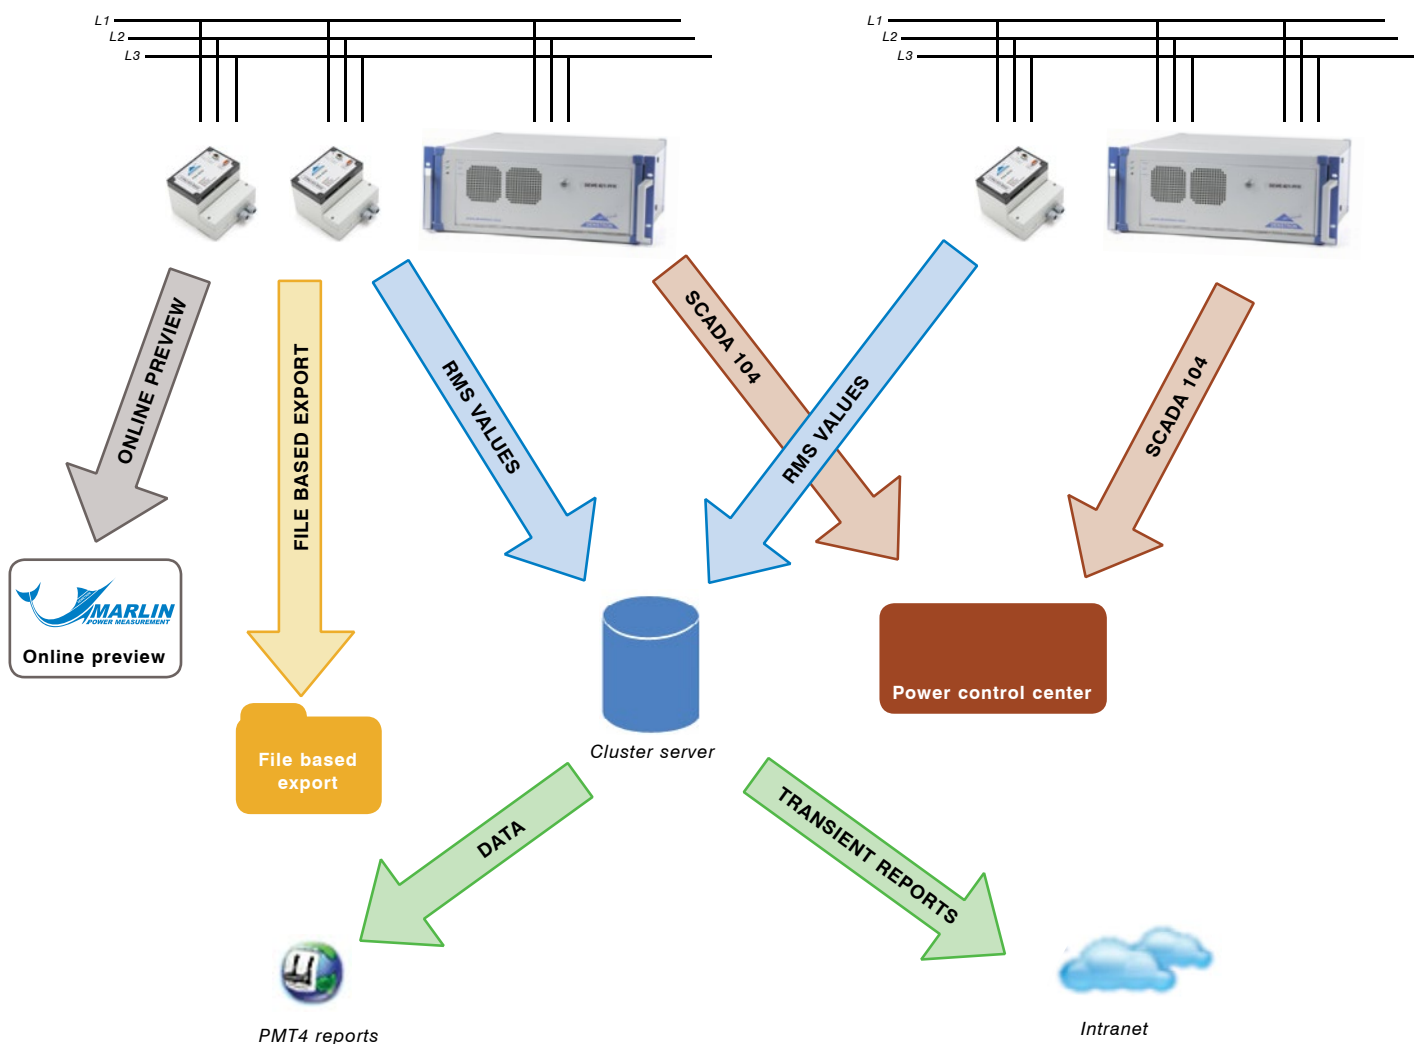 L1
L2
L3
L1
L2
L3
ONLINE PREVIEW
FILE BASED EXPORT
RMS VALUES
SCADA 104
RMS VALUES
SCADA 104
MARLIN
POWER MEASUREMENT
Online preview
File based
export
Cluster server
Power control center
DATA
TRANSIENT REPORTS
PMT4 reports
Intranet